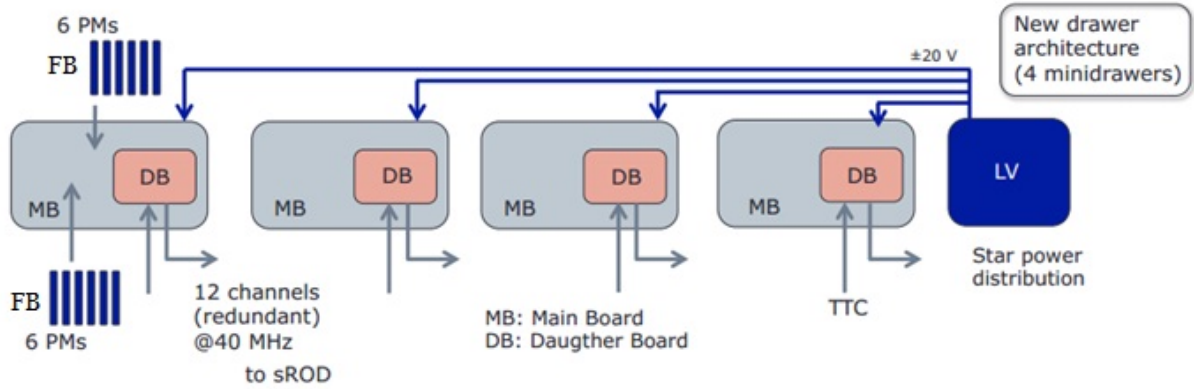 6 PMs
FB
±20 V
New drawer
architecture
(4 minidrawers)
DB
MB
DB
MB
DB
MB
DB
MB
LV
FB
6 PMs
12 channels
(redundant)
@40 MHz
to sROD
MB: Main Board
DB: Daugther Board
TTC
Star power
distribution